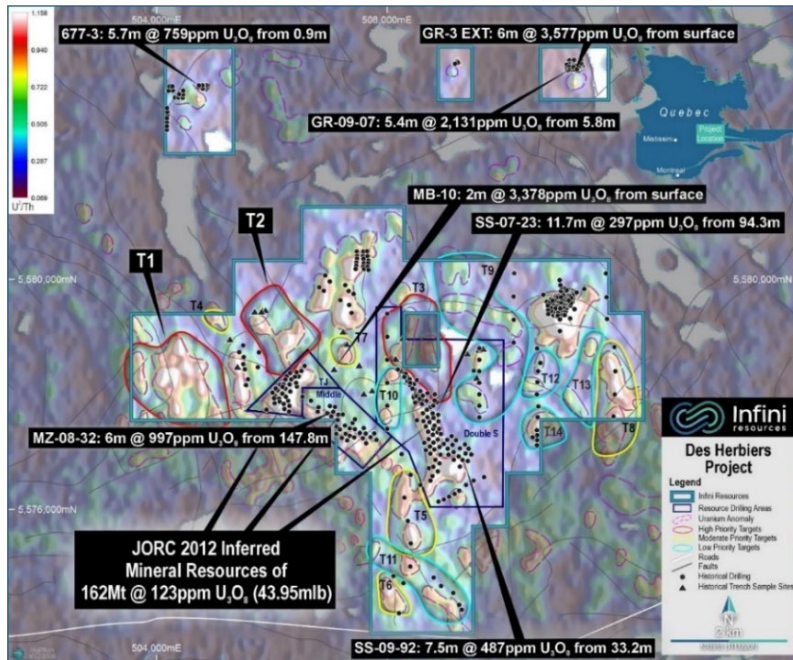 504,000mE
508,000mE
1.158
0.940
0.722
0.505
0.287
0.069
U²/Th
677-3: 5.7m @ 759ppm U₃O₈ from 0.9m
GR-3 EXT: 6m @ 3,577ppm U₃O₈ from surface
GR-09-07: 5.4m @ 2,131ppm U₃O₈ from 5.8m
Quebec
Project
Location
Montreal
MB-10: 2m @ 3,378ppm U₃O₈ from surface
SS-07-23: 11.7m @ 297ppm U₃O₈ from 94.3m
T1
T2
T3
T4
T7
T9
5,580,000mN
5,580,000mN
TJ
Middle
T10
T12
T13
T8
Double S
T14
MZ-08-32: 6m @ 997ppm U₃O₈ from 147.8m
5,576,000mN
T5
T11
T6
JORC 2012 Inferred
Mineral Resources of
162Mt @ 123ppm U₃O₈ (43.95mlb)
SS-09-92: 7.5m @ 487ppm U₃O₈ from 33.2m
504,000mE
Infini
resources
Des Herbiers
Project
Legend
Infini Resources
Resource Drilling Areas
Uranium Anomaly
High Priority Targets
Moderate Priority Targets
Low Priority Targets
Roads
Faults
Historical Drilling
Historical Trench Sample Sites
N
2 km